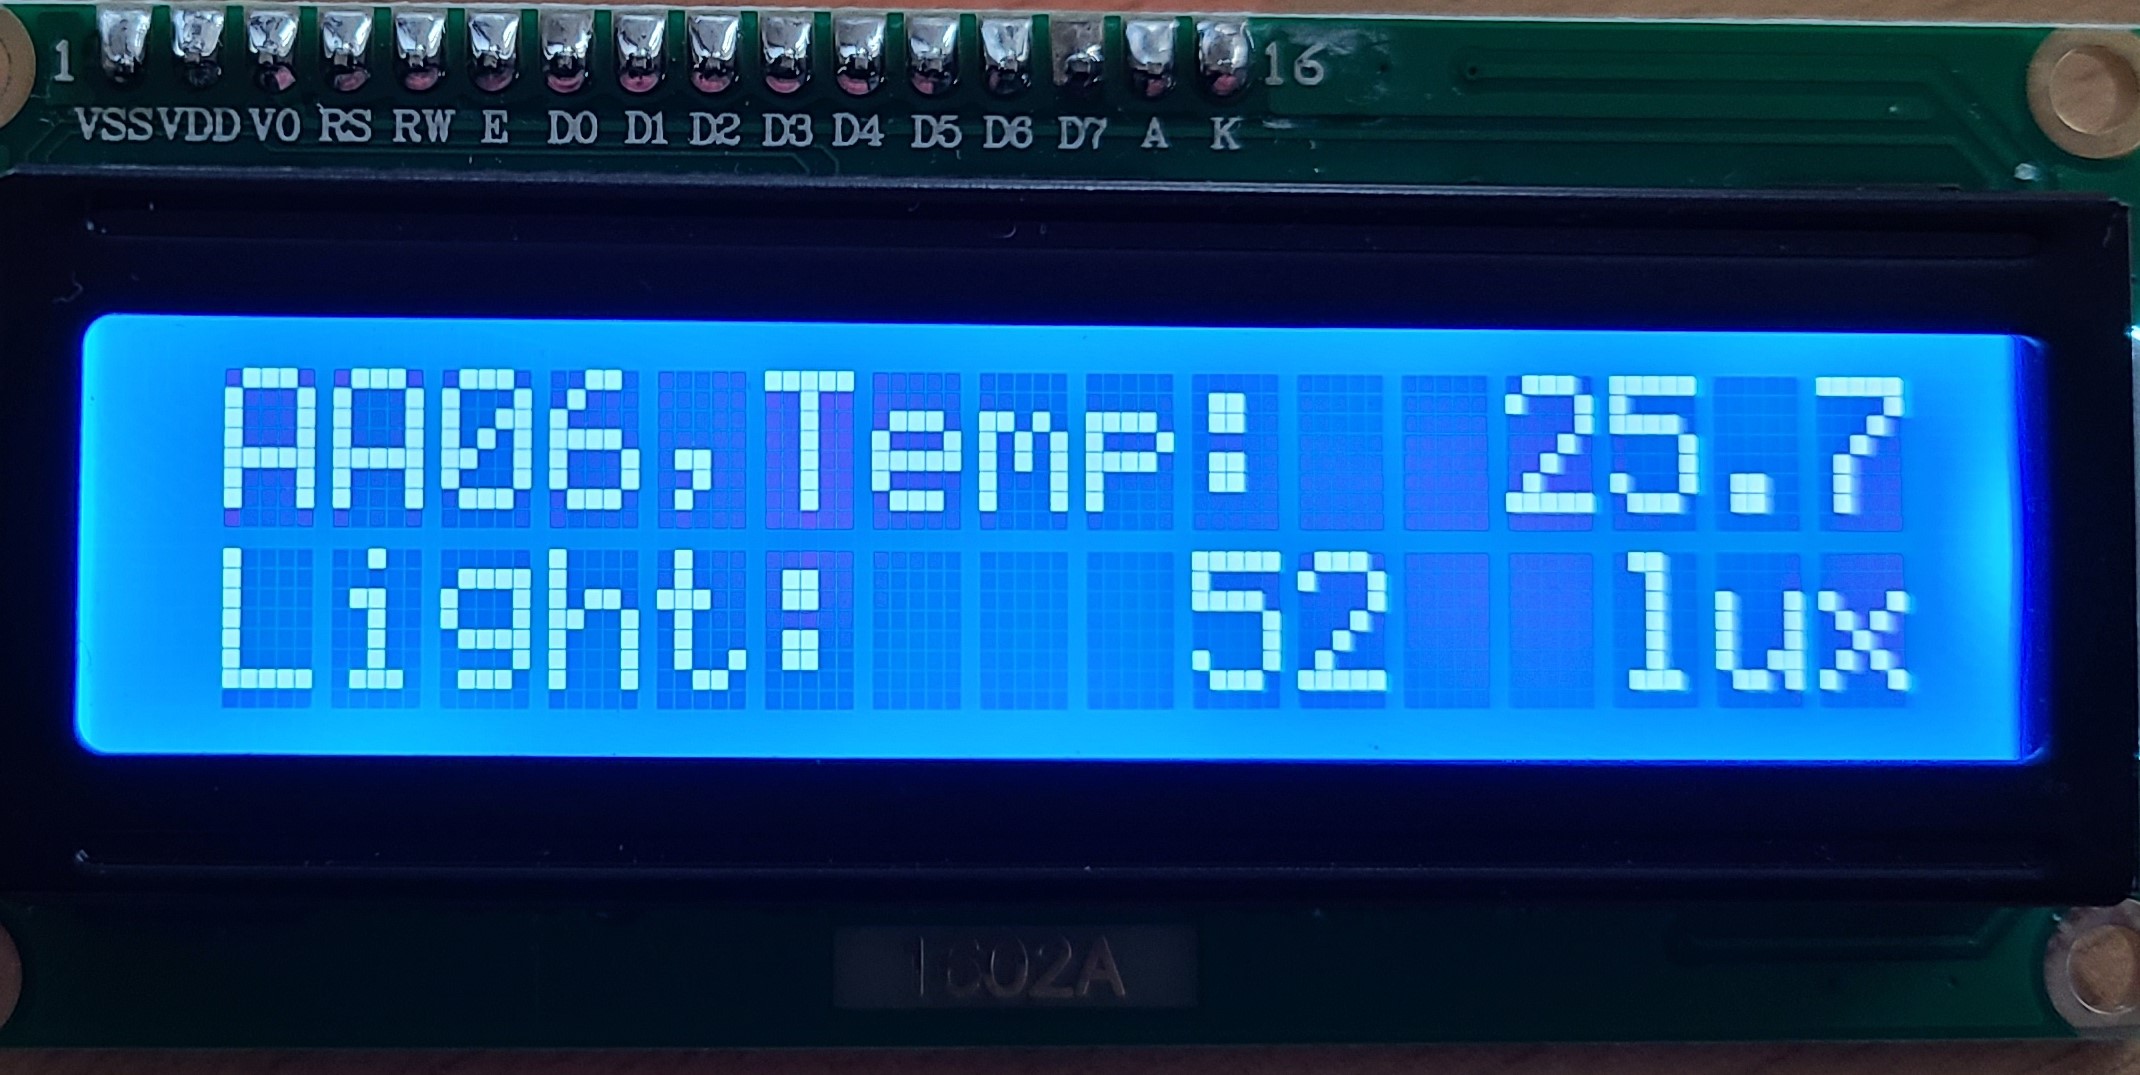 1 16
VSS VDD V0 RS RW E D0 D1 D2 D3 D4 D5 D6 D7 A K
AA06,Temp:  25.7
Light:   52  lux
1602A